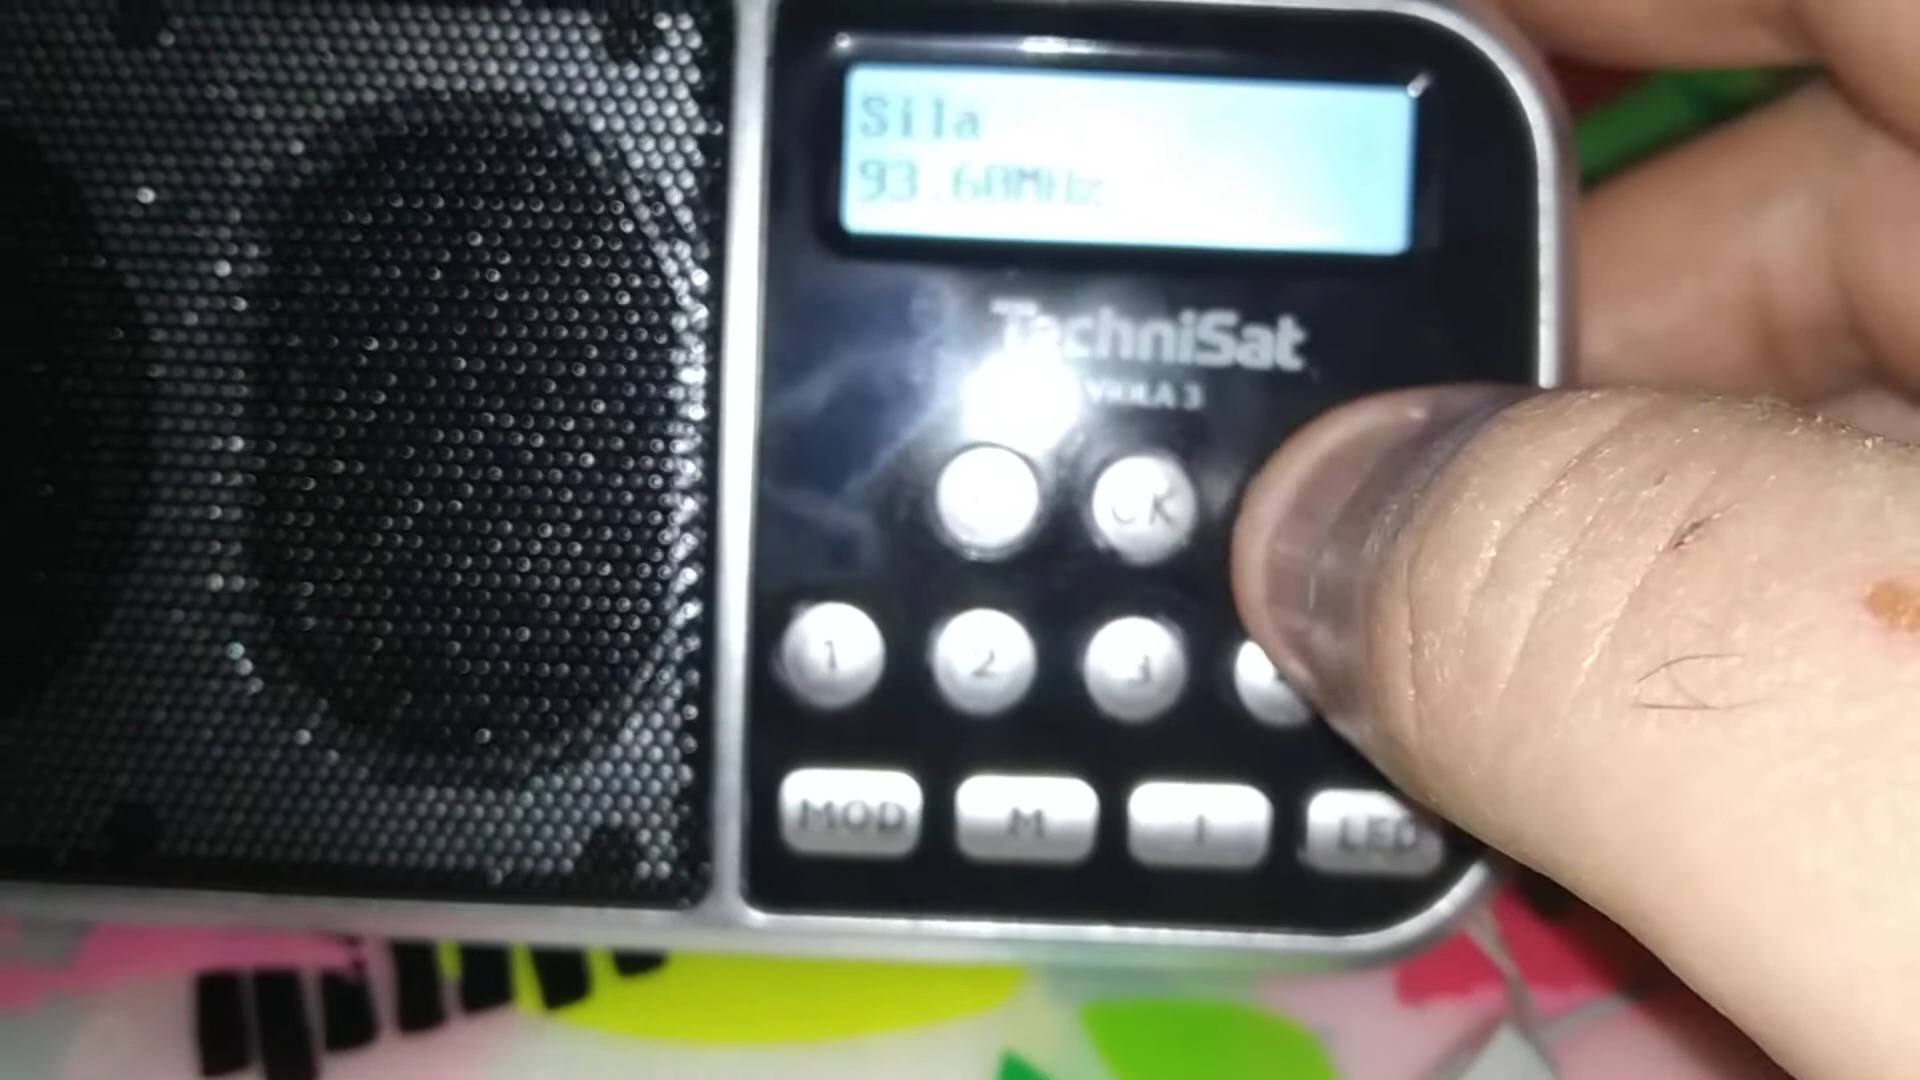 Sila
93.60MHz
TechniSat
VIOLA 3
OK
1
2
3
MOD
M
I
LED